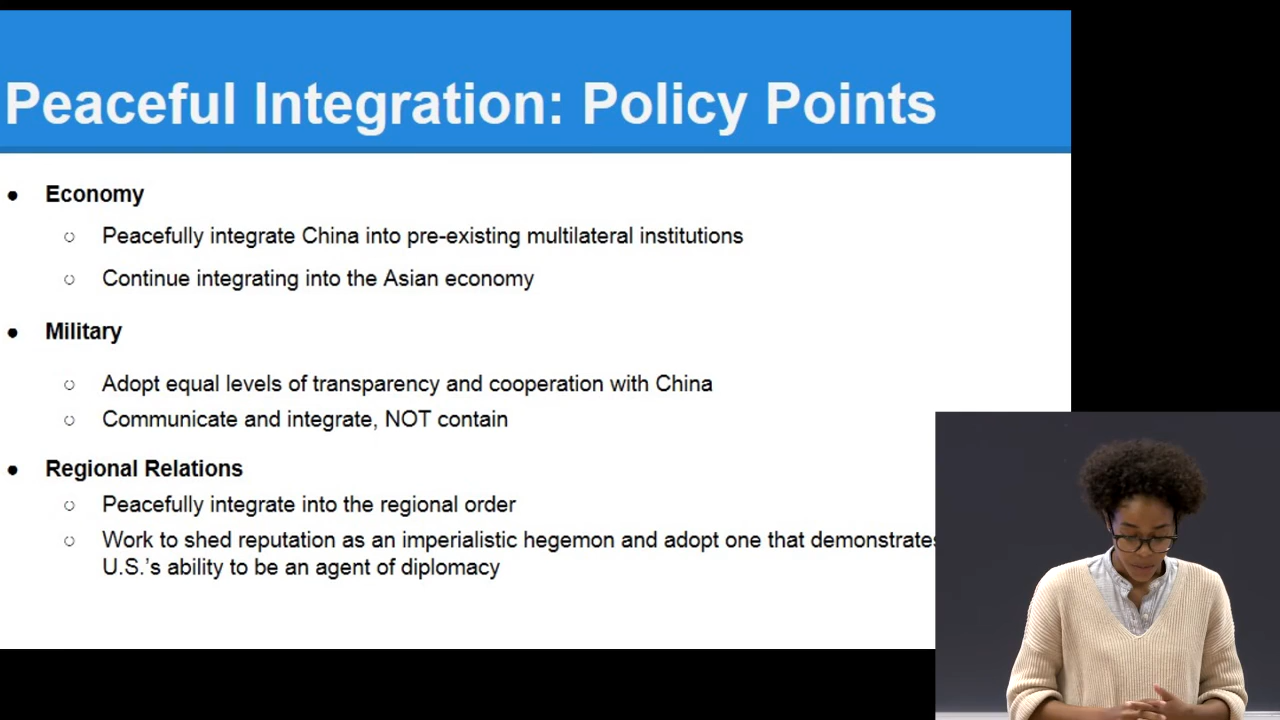 Peaceful Integration: Policy Points
● Economy
○ Peacefully integrate China into pre-existing multilateral institutions
○ Continue integrating into the Asian economy
● Military
○ Adopt equal levels of transparency and cooperation with China
○ Communicate and integrate, NOT contain
● Regional Relations
○ Peacefully integrate into the regional order
○ Work to shed reputation as an imperialistic hegemon and adopt one that demonstrates
U.S.'s ability to be an agent of diplomacy